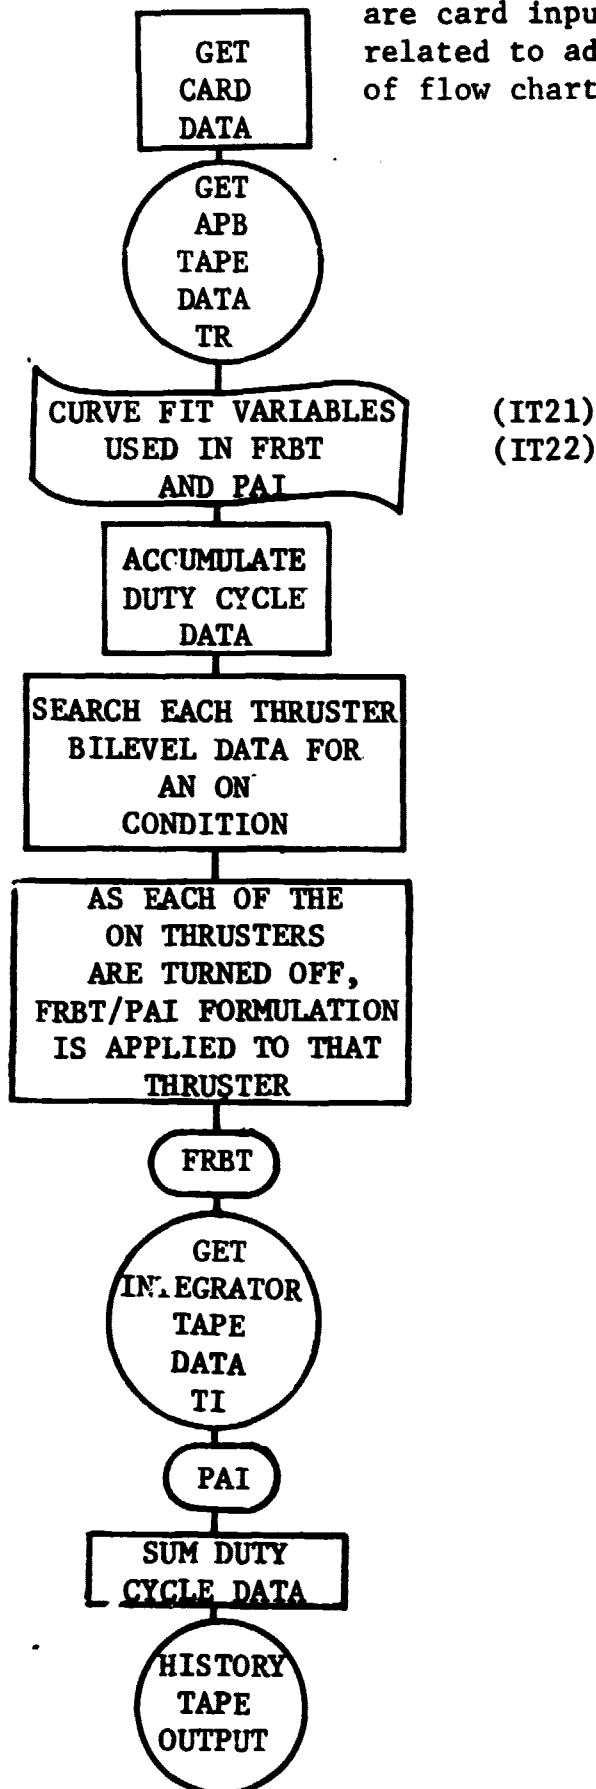 are card inpu
related to ad
of flow chart
GET
CARD
DATA
GET
APB
TAPE
DATA
TR
CURVE FIT VARIABLES
USED IN FRBT
AND PAI
(IT21)
(IT22)
ACCUMULATE
DUTY CYCLE
DATA
SEARCH EACH THRUSTER
BILEVEL DATA FOR
AN ON
CONDITION
AS EACH OF THE
ON THRUSTERS
ARE TURNED OFF,
FRBT/PAI FORMULATION
IS APPLIED TO THAT
THRUSTER
FRBT
GET
INTEGRATOR
TAPE
DATA
TI
PAI
SUM DUTY
CYCLE DATA
HISTORY
TAPE
OUTPUT